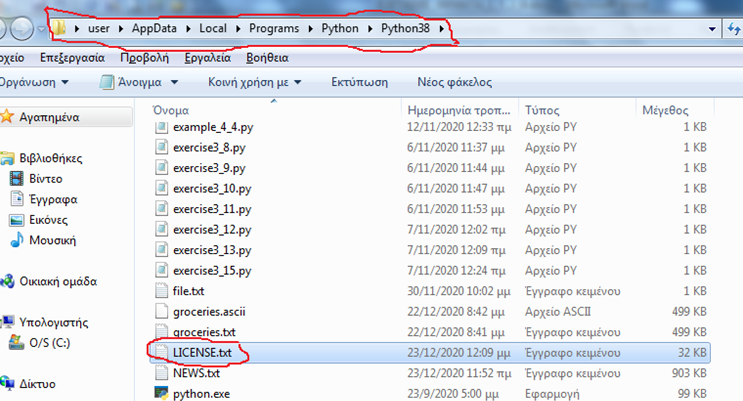 user ▸ AppData ▸ Local ▸ Programs ▸ Python ▸ Python38 ▸
ρχείο Επεξεργασία Προβολή Εργαλεία Βοήθεια
Οργάνωση Άνοιγμα Κοινή χρήση με Εκτύπωση Νέος φάκελος
Αγαπημένα
Βιβλιοθήκες
Βίντεο
Έγγραφα
Εικόνες
Μουσική
Οικιακή ομάδα
Υπολογιστής
O/S (C:)
Δίκτυο
Όνομα Ημερομηνία τροπ... Τύπος Μέγεθος
example_4_4.py 12/11/2020 12:33 πμ Αρχείο PY 1 KB
exercise3_8.py 6/11/2020 11:37 μμ Αρχείο PY 1 KB
exercise3_9.py 6/11/2020 11:44 μμ Αρχείο PY 1 KB
exercise3_10.py 6/11/2020 11:47 μμ Αρχείο PY 1 KB
exercise3_11.py 6/11/2020 11:53 μμ Αρχείο PY 1 KB
exercise3_12.py 7/11/2020 12:02 πμ Αρχείο PY 1 KB
exercise3_13.py 7/11/2020 12:09 πμ Αρχείο PY 1 KB
exercise3_15.py 7/11/2020 12:24 πμ Αρχείο PY 1 KB
file.txt 30/11/2020 10:02 μμ Έγγραφο κειμένου 1 KB
groceries.ascii 22/12/2020 8:42 μμ Αρχείο ASCII 499 KB
groceries.txt 22/12/2020 8:41 μμ Έγγραφο κειμένου 499 KB
LICENSE.txt 23/12/2020 12:09 μμ Έγγραφο κειμένου 32 KB
NEWS.txt 23/12/2020 11:52 πμ Έγγραφο κειμένου 903 KB
python.exe 23/9/2020 5:00 μμ Εφαρμογή 99 KB